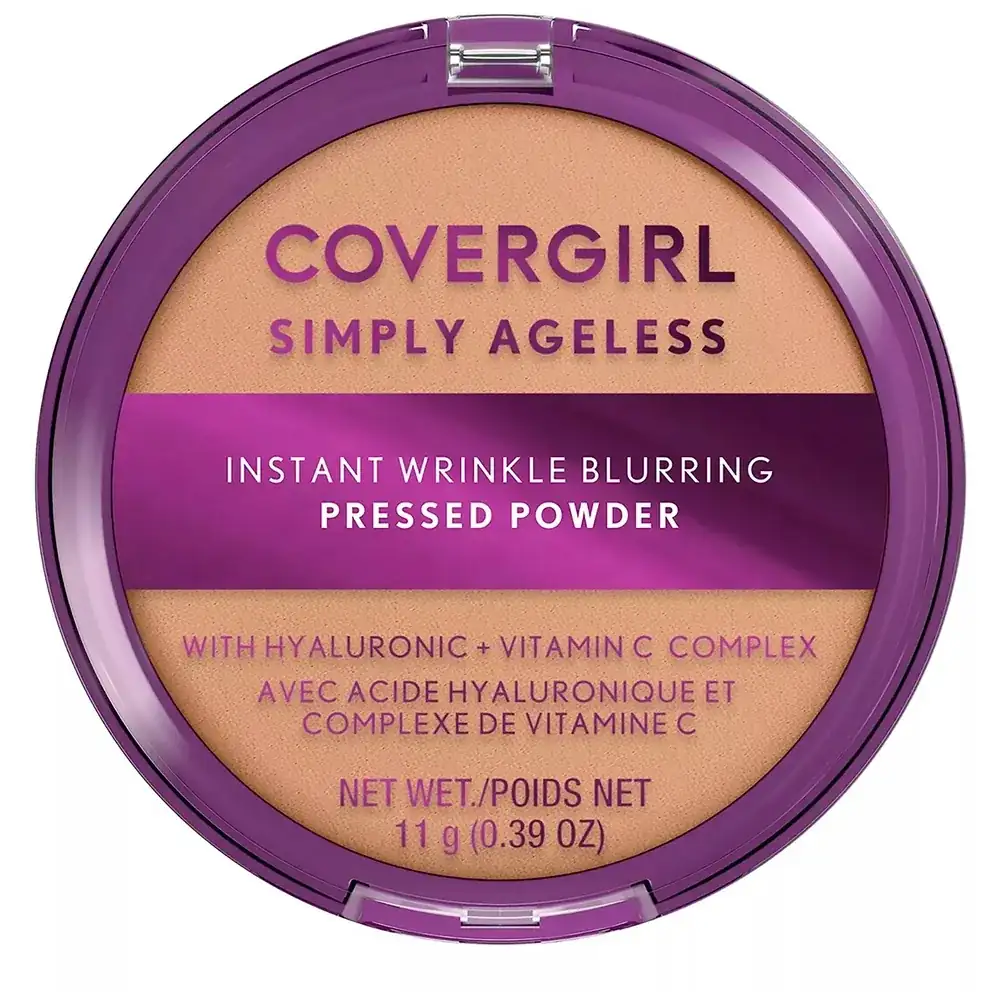 COVERGIRL
SIMPLY AGELESS
INSTANT WRINKLE BLURRING
PRESSED POWDER
WITH HYALURONIC + VITAMIN C COMPLEX
AVEC ACIDE HYALURONIQUE ET
COMPLEXE DE VITAMINE C
NET WET./POIDS NET
11 g (0.39 OZ)